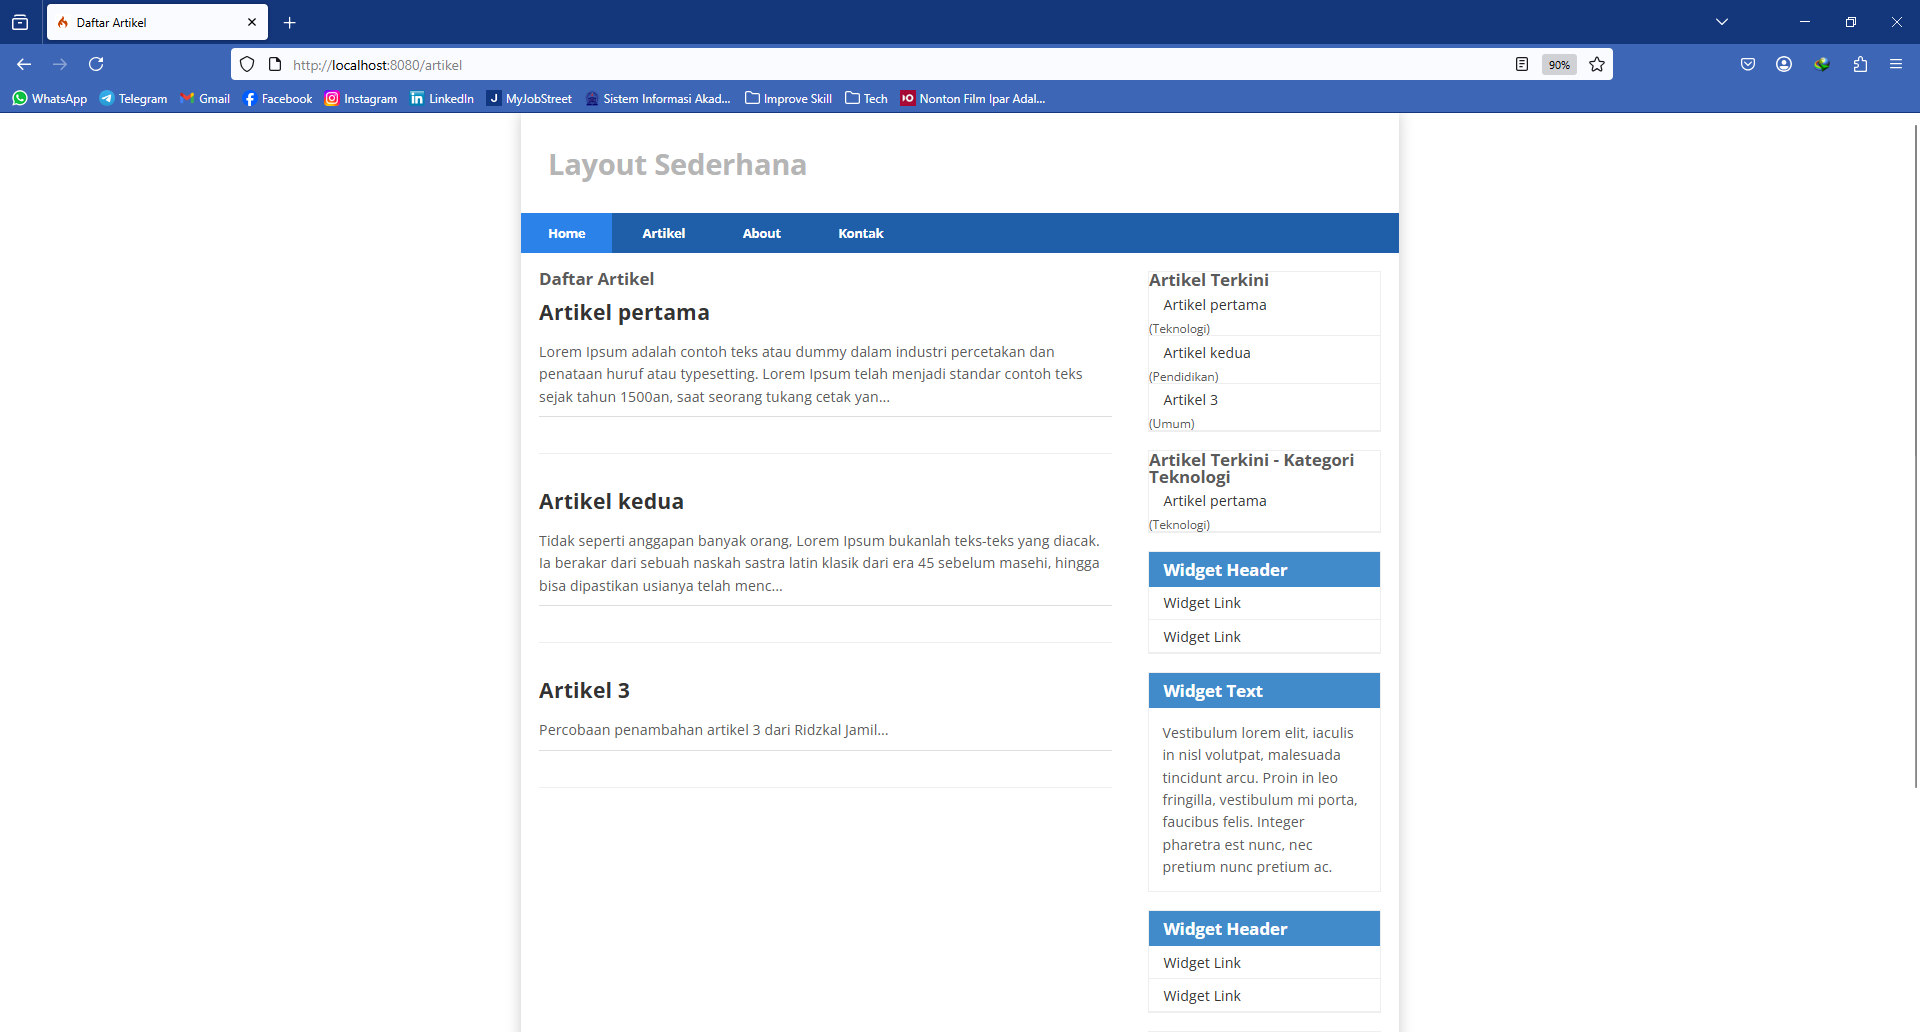 Daftar Artikel
http://localhost:8080/artikel
90%
WhatsApp
Telegram
Gmail
Facebook
Instagram
LinkedIn
MyJobStreet
Sistem Informasi Akad...
Improve Skill
Tech
Nonton Film Ipar Adal...
Layout Sederhana
Home
Artikel
About
Kontak
Daftar Artikel
Artikel pertama
Lorem Ipsum adalah contoh teks atau dummy dalam industri percetakan dan
penataan huruf atau typesetting. Lorem Ipsum telah menjadi standar contoh teks
sejak tahun 1500an, saat seorang tukang cetak yan...
Artikel kedua
Tidak seperti anggapan banyak orang, Lorem Ipsum bukanlah teks-teks yang diacak.
Ia berakar dari sebuah naskah sastra latin klasik dari era 45 sebelum masehi, hingga
bisa dipastikan usianya telah menc...
Artikel 3
Percobaan penambahan artikel 3 dari Ridzkal Jamil...
Artikel Terkini
Artikel pertama
(Teknologi)
Artikel kedua
(Pendidikan)
Artikel 3
(Umum)
Artikel Terkini - Kategori
Teknologi
Artikel pertama
(Teknologi)
Widget Header
Widget Link
Widget Link
Widget Text
Vestibulum lorem elit, iaculis
in nisl volutpat, malesuada
tincidunt arcu. Proin in leo
fringilla, vestibulum mi porta,
faucibus felis. Integer
pharetra est nunc, nec
pretium nunc pretium ac.
Widget Header
Widget Link
Widget Link